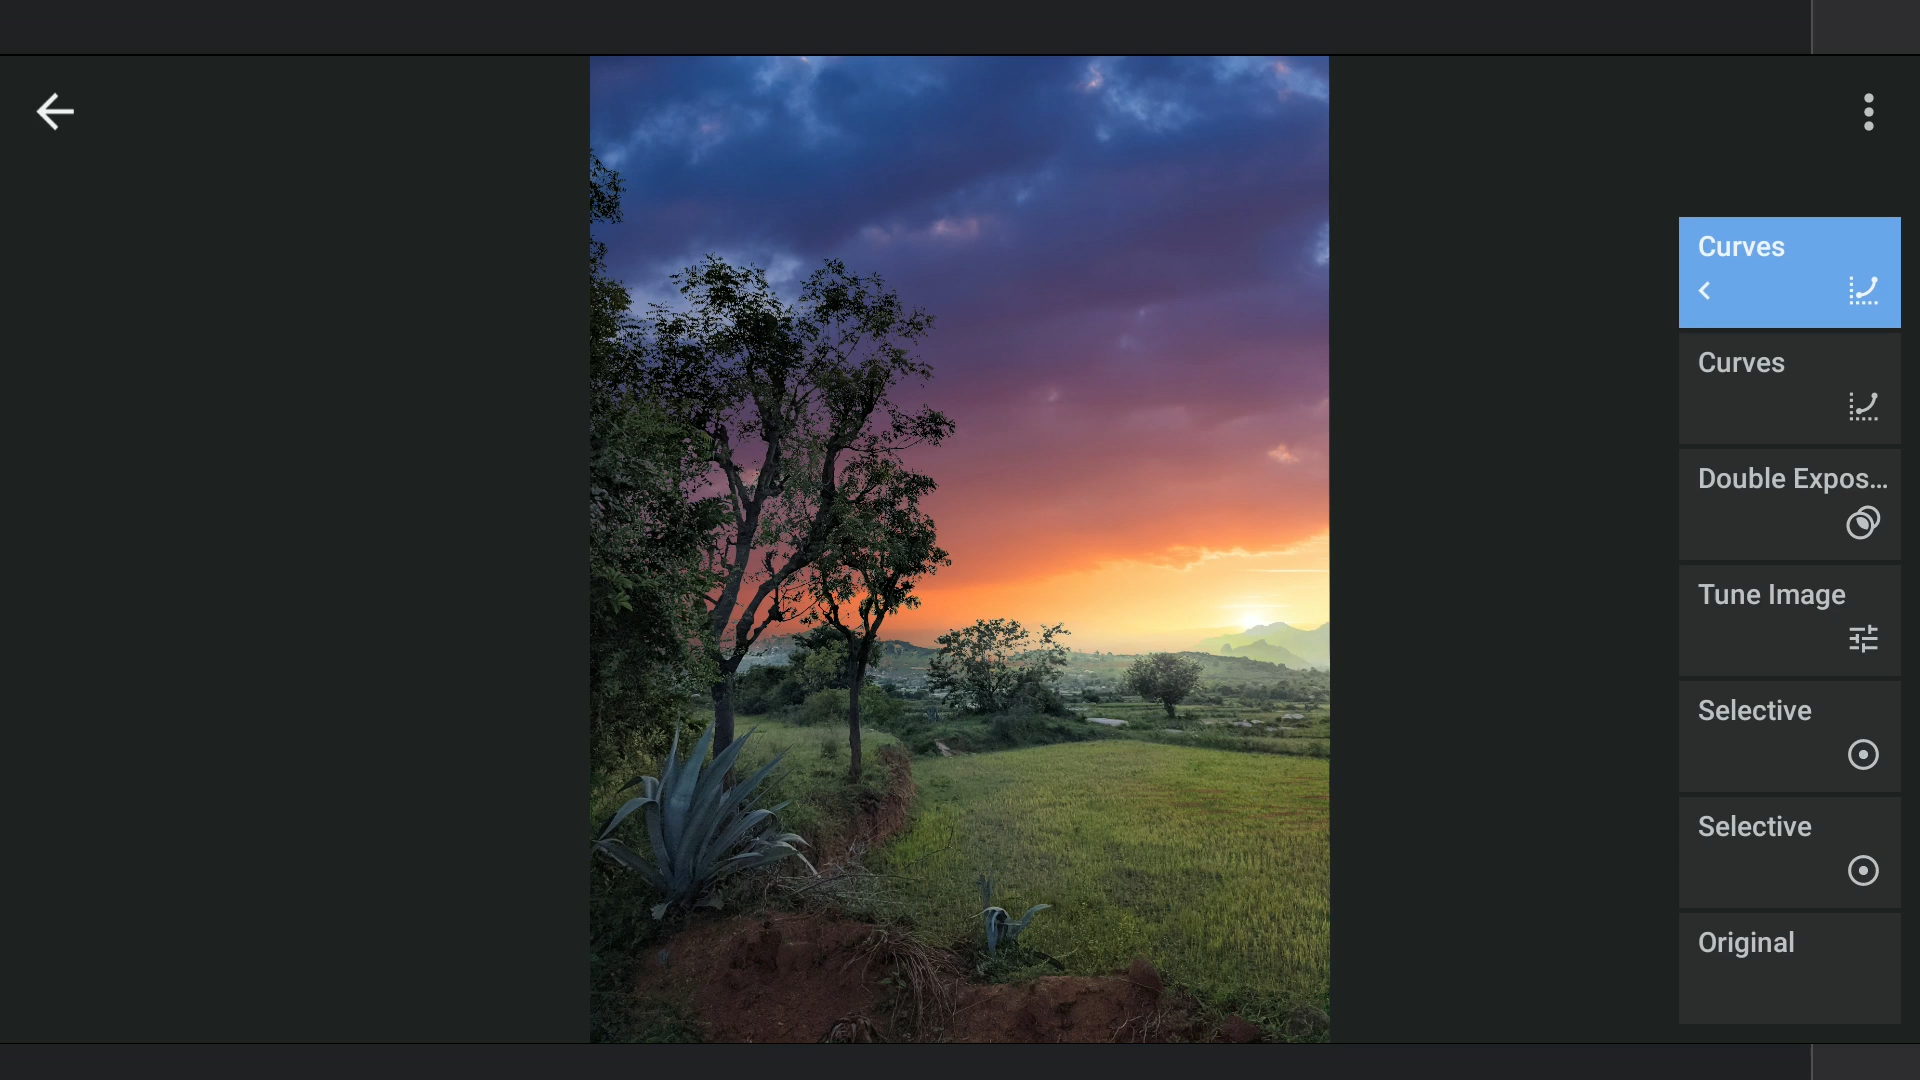 Curves
Curves
Double Expos...
Tune Image
Selective
Selective
Original